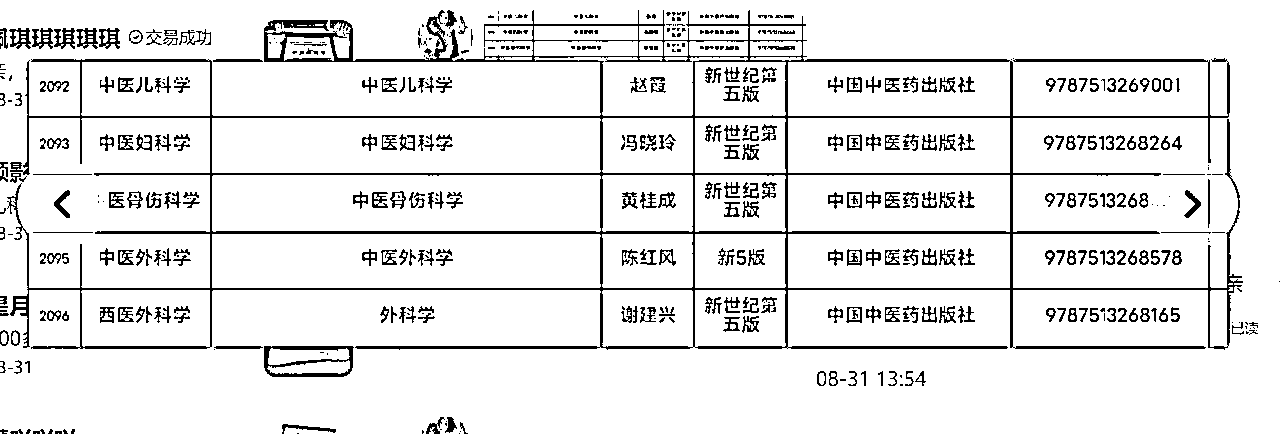 琪琪琪琪琪 交易成功
2092 中医儿科学 中医儿科学 赵霞 新世纪第五版 中国中医药出版社 9787513269001
2093 中医妇科学 中医妇科学 冯晓玲 新世纪第五版 中国中医药出版社 9787513268264
医骨伤科学 中医骨伤科学 黄桂成 新世纪第五版 中国中医药出版社 9787513268
2095 中医外科学 中医外科学 陈红风 新5版 中国中医药出版社 9787513268578
亲
2096 西医外科学 外科学 谢建兴 新世纪第五版 中国中医药出版社 9787513268165
已读
8-31
08-31 13:54